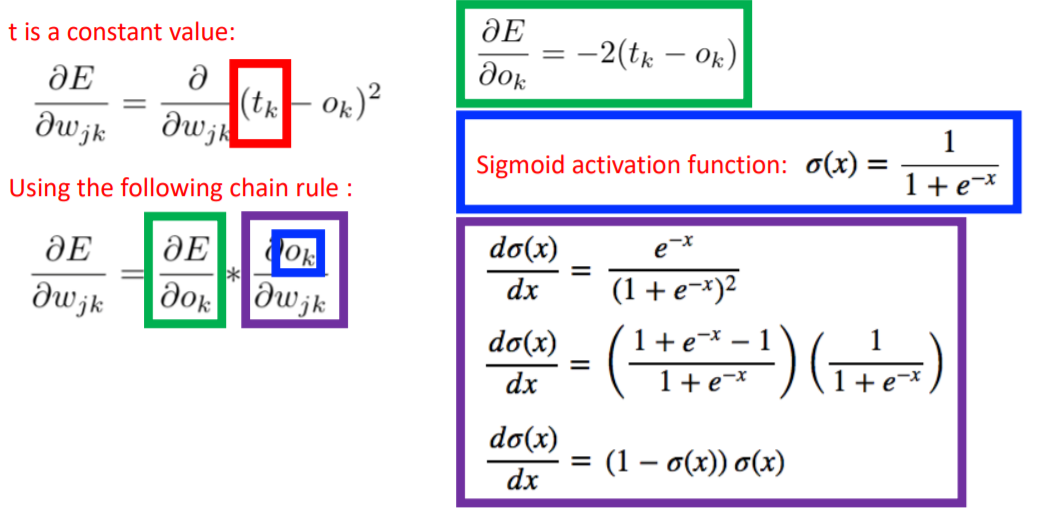 t is a constant value:
∂E/∂w_jk = ∂/∂w_jk (t_k − o_k)²
Using the following chain rule :
∂E/∂w_jk = ∂E/∂o_k * ∂o_k/∂w_jk
∂E/∂o_k = −2(t_k − o_k)
Sigmoid activation function: σ(x) = 1/(1 + e^{−x})
dσ(x)/dx = e^{−x}/(1 + e^{−x})²
dσ(x)/dx = ((1 + e^{−x} − 1)/(1 + e^{−x})) (1/(1 + e^{−x}))
dσ(x)/dx = (1 − σ(x)) σ(x)